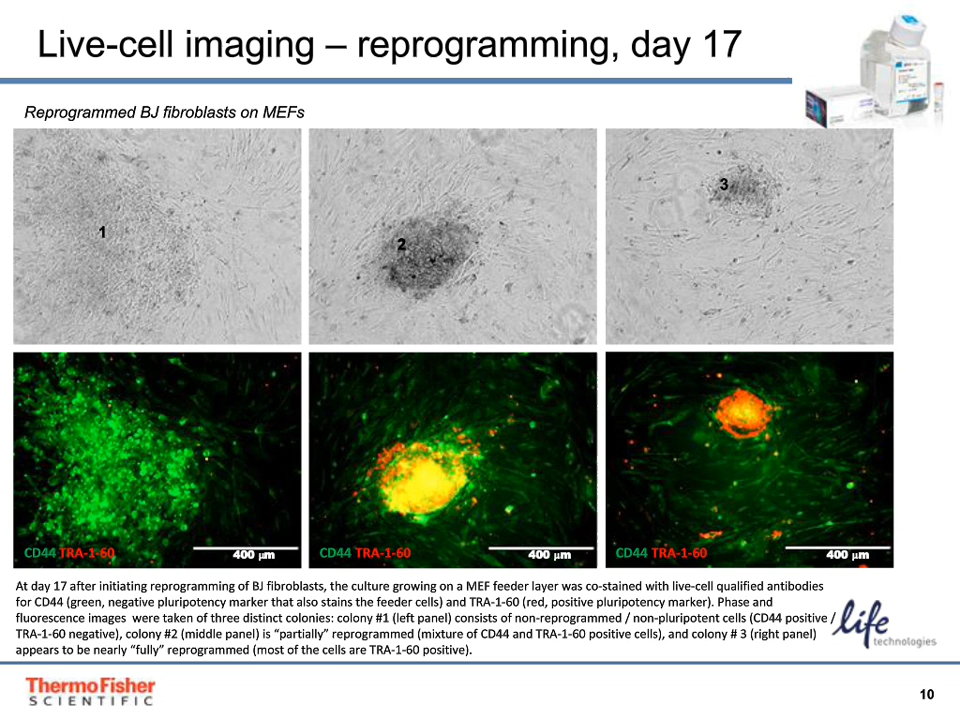 Live-cell imaging – reprogramming, day 17
Reprogrammed BJ fibroblasts on MEFs
1
2
3
CD44 TRA-1-60
400 µm
CD44 TRA-1-60
400 µm
CD44 TRA-1-60
400 µm
At day 17 after initiating reprogramming of BJ fibroblasts, the culture growing on a MEF feeder layer was co-stained with live-cell qualified antibodies
for CD44 (green, negative pluripotency marker that also stains the feeder cells) and TRA-1-60 (red, positive pluripotency marker). Phase and
fluorescence images were taken of three distinct colonies: colony #1 (left panel) consists of non-reprogrammed / non-pluripotent cells (CD44 positive /
TRA-1-60 negative), colony #2 (middle panel) is “partially” reprogrammed (mixture of CD44 and TRA-1-60 positive cells), and colony # 3 (right panel)
appears to be nearly “fully” reprogrammed (most of the cells are TRA-1-60 positive).
life
technologies
ThermoFisher
SCIENTIFIC
10